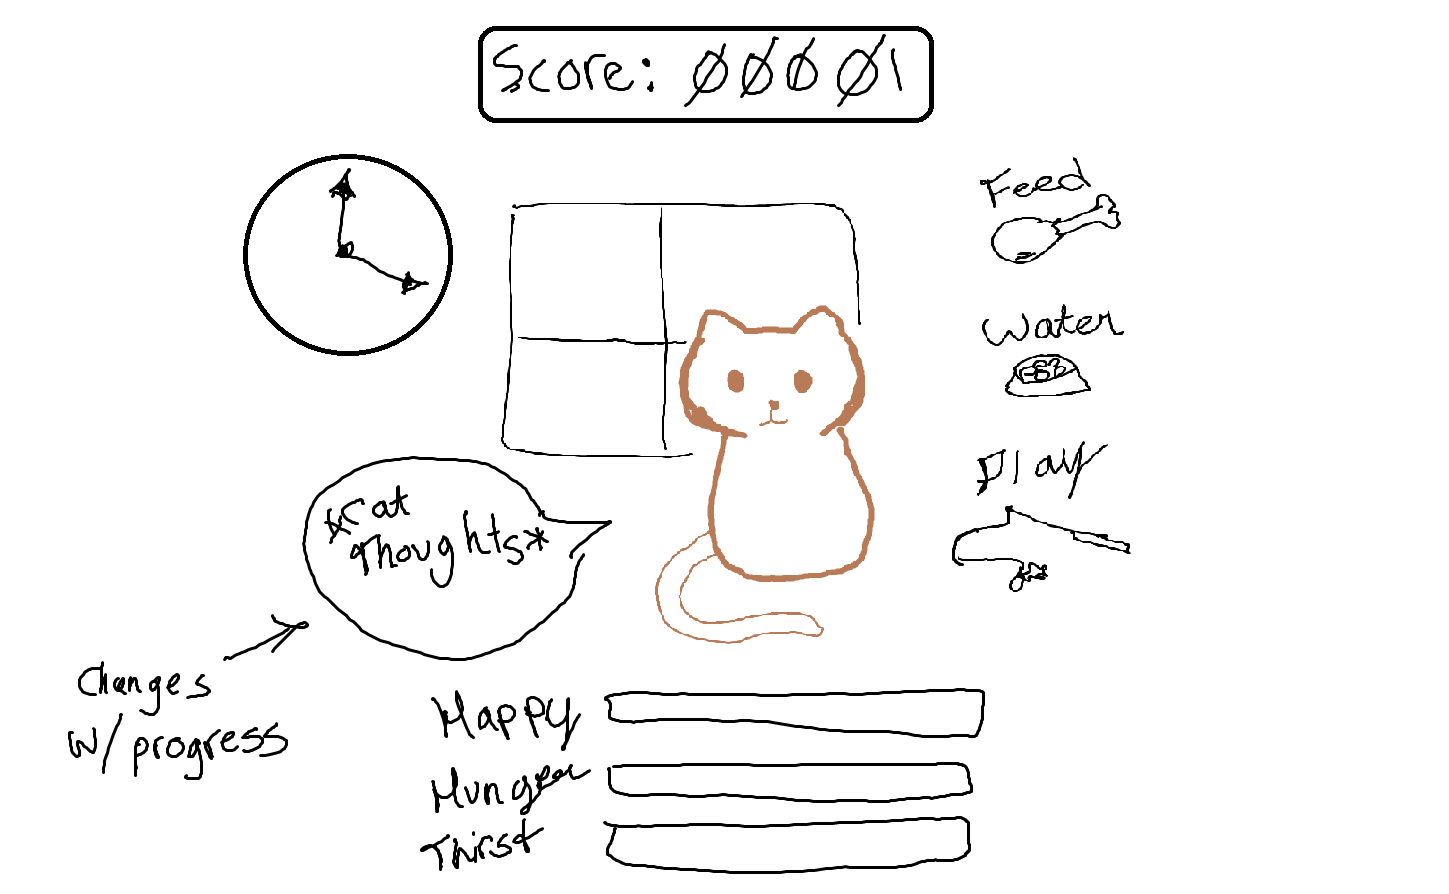 Score: 00001
Feed
Water
Play
*Cat
Thoughts*
Changes
w/ progress
Happy
Hunger
Thirst